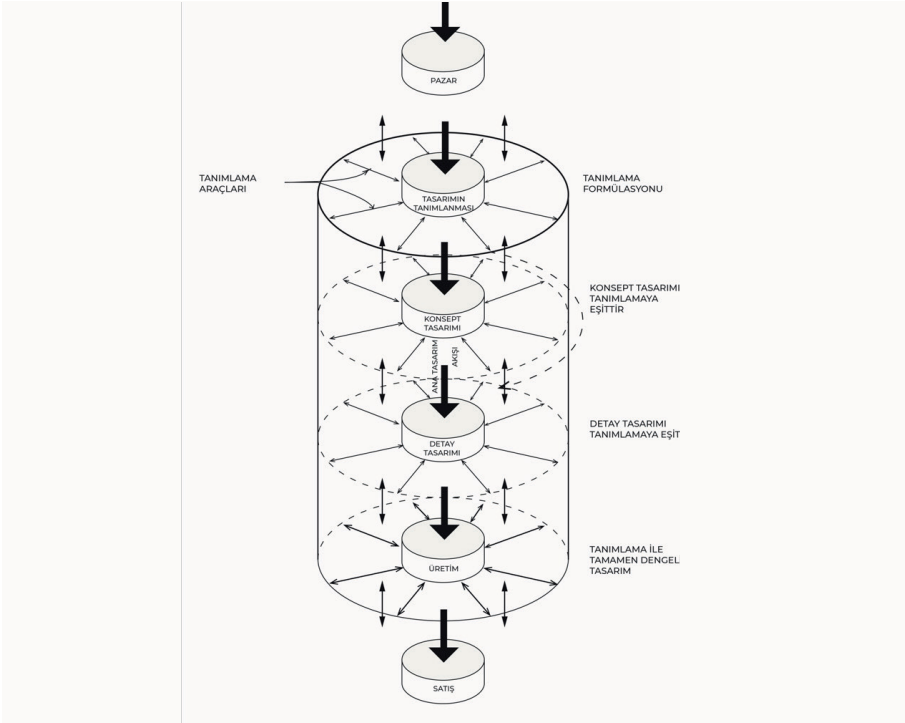 PAZAR
TANIMLAMA
ARAÇLARI
TASARIMIN
TANIMLANMASI
TANIMLAMA
FORMÜLASYONU
KONSEPT
TASARIMI
KONSEPT TASARIMI
TANIMLAMAYA
EŞİTTİR
ANA TASARIM
AKIŞI
DETAY
TASARIMI
DETAY TASARIMI
TANIMLAMAYA EŞİT
ÜRETİM
TANIMLAMA İLE
TAMAMEN DENGEL
TASARIM
SATIŞ